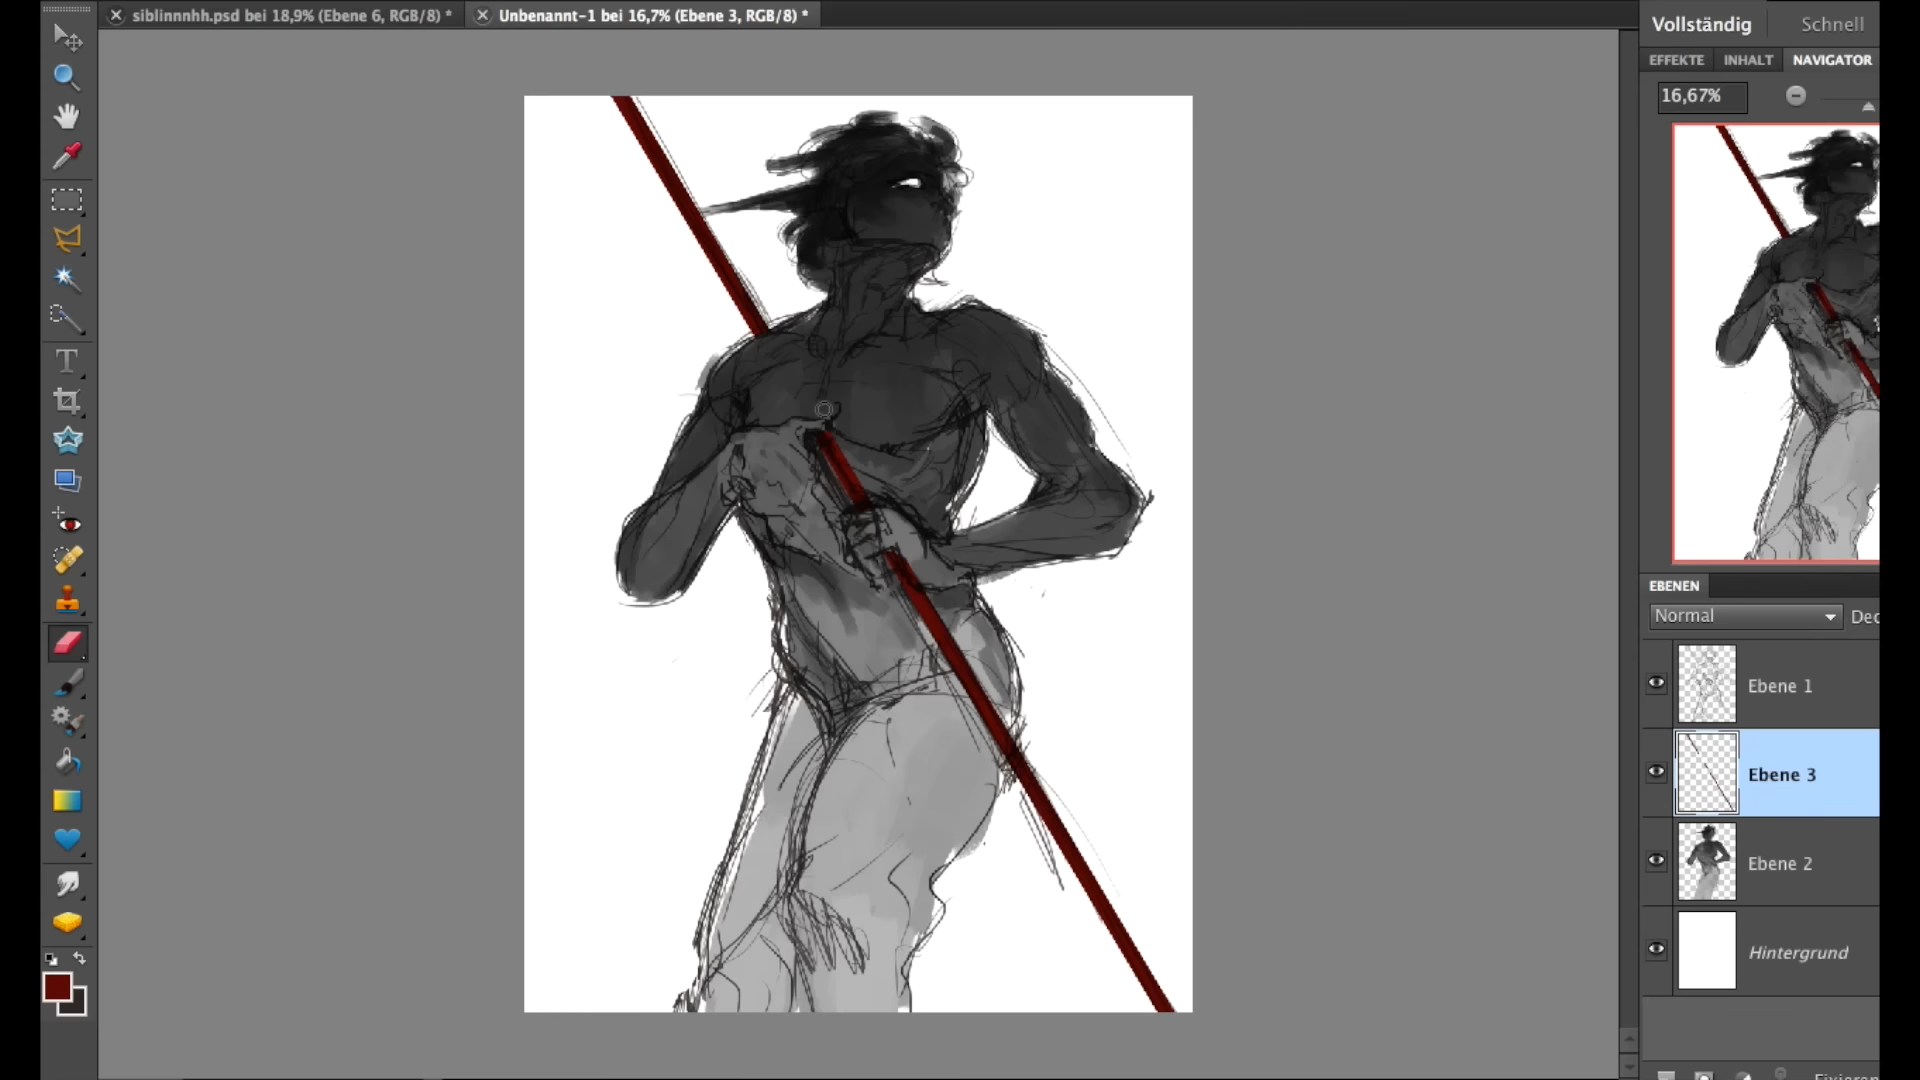 siblinnnhh.psd bei 18,9% (Ebene 6, RGB/8) *
Unbenannt-1 bei 16,7% (Ebene 3, RGB/8) *
Vollständig
Schnell
EFFEKTE
INHALT
NAVIGATOR
16,67%
EBENEN
Normal
Dec
Ebene 1
Ebene 3
Ebene 2
Hintergrund